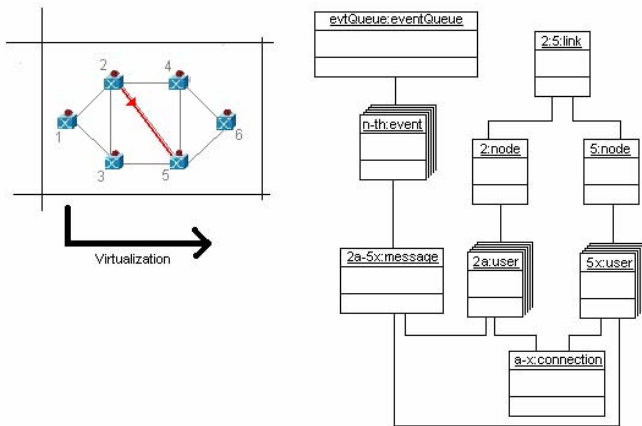 2
4
1
6
3
5
Virtualization
evtQueue:eventQueue
2:5:link
n-th:event
2:node
5:node
2a-5x:message
2a:user
5x:user
a-x:connection